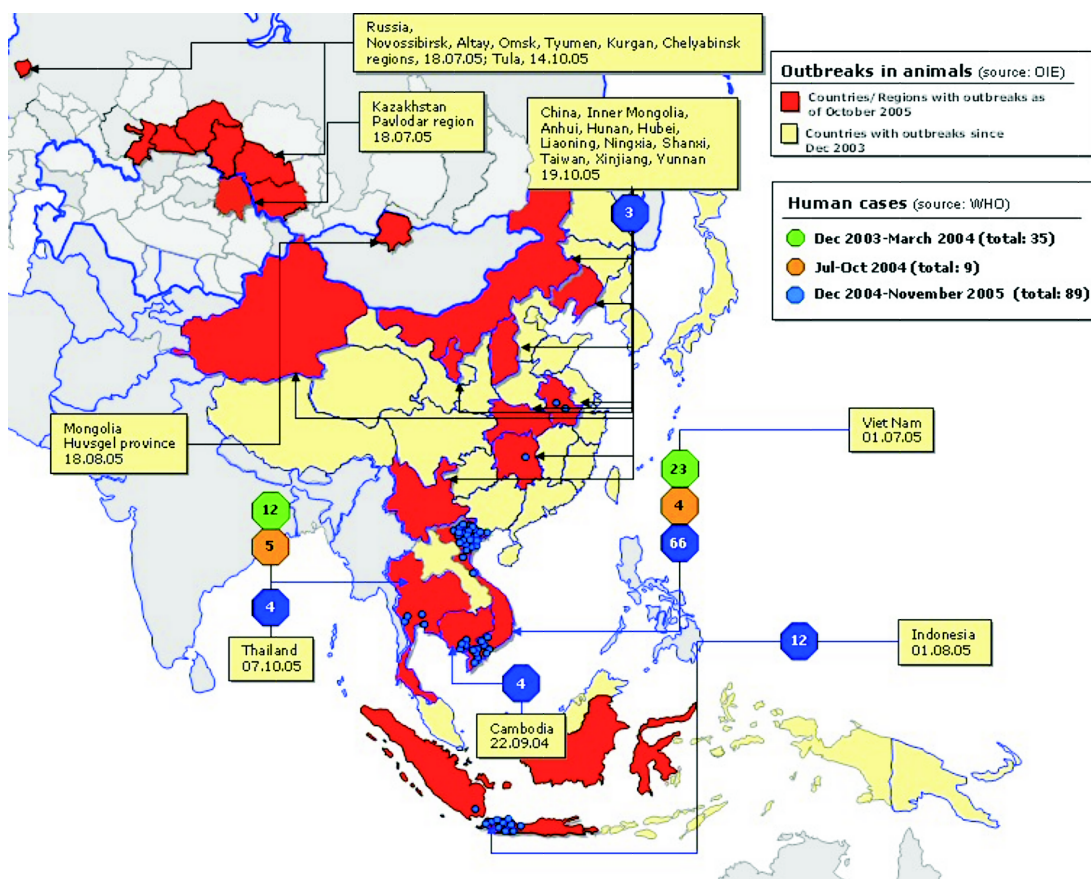 Russia,
Novossibirsk, Altay, Omsk, Tyumen, Kurgan, Chelyabinsk
regions, 18.07.05; Tula, 14.10.05
Kazakhstan
Pavlodar region
18.07.05
China, Inner Mongolia,
Anhui, Hunan, Hubei,
Liaoning, Ningxia, Shanxi,
Taiwan, Xinjiang, Yunnan
19.10.05
Outbreaks in animals (source: OIE)
Countries/Regions with outbreaks as
of October 2005
Countries with outbreaks since
Dec 2003
Human cases (source: WHO)
Dec 2003-March 2004 (total: 35)
Jul-Oct 2004 (total: 9)
Dec 2004-November 2005 (total: 89)
3
Mongolia
Huvsgel province
18.08.05
Viet Nam
01.07.05
23
4
66
12
5
4
Thailand
07.10.05
12
Indonesia
01.08.05
4
Cambodia
22.09.04